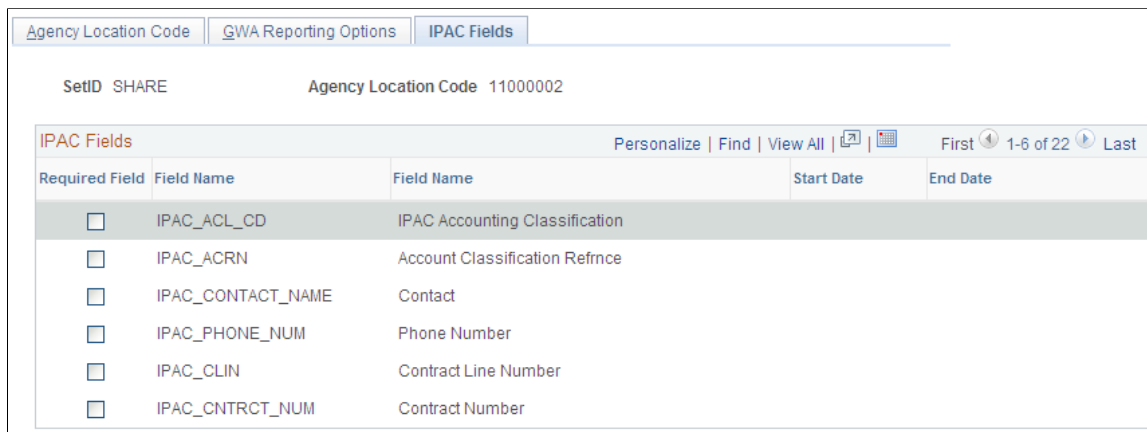 Agency Location Code GWA Reporting Options IPAC Fields
SetID SHARE Agency Location Code 11000002
IPAC Fields Personalize | Find | View All | | First 1-6 of 22 Last
Required Field Field Name Field Name Start Date End Date
IPAC_ACL_CD IPAC Accounting Classification
IPAC_ACRN Account Classification Refrnce
IPAC_CONTACT_NAME Contact
IPAC_PHONE_NUM Phone Number
IPAC_CLIN Contract Line Number
IPAC_CNTRCT_NUM Contract Number